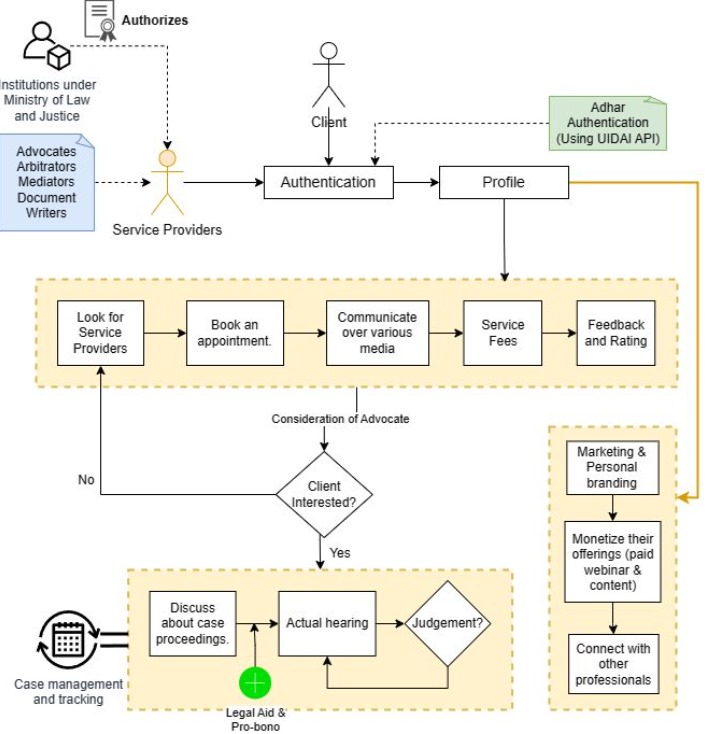 Authorizes
Institutions under
Ministry of Law
and Justice
Client
Adhar
Authentication
(Using UIDAI API)
Advocates
Arbitrators
Mediators
Document
Writers
Service Providers
Authentication
Profile
Look for
Service
Providers
Book an
appointment.
Communicate
over various
media
Service
Fees
Feedback
and Rating
Consideration of Advocate
No
Client
Interested?
Yes
Marketing &
Personal
branding
Monetize their
offerings (paid
webinar &
content)
Connect with
other
professionals
Discuss
about case
proceedings.
Actual hearing
Judgement?
Case management
and tracking
Legal Aid &
Pro-bono